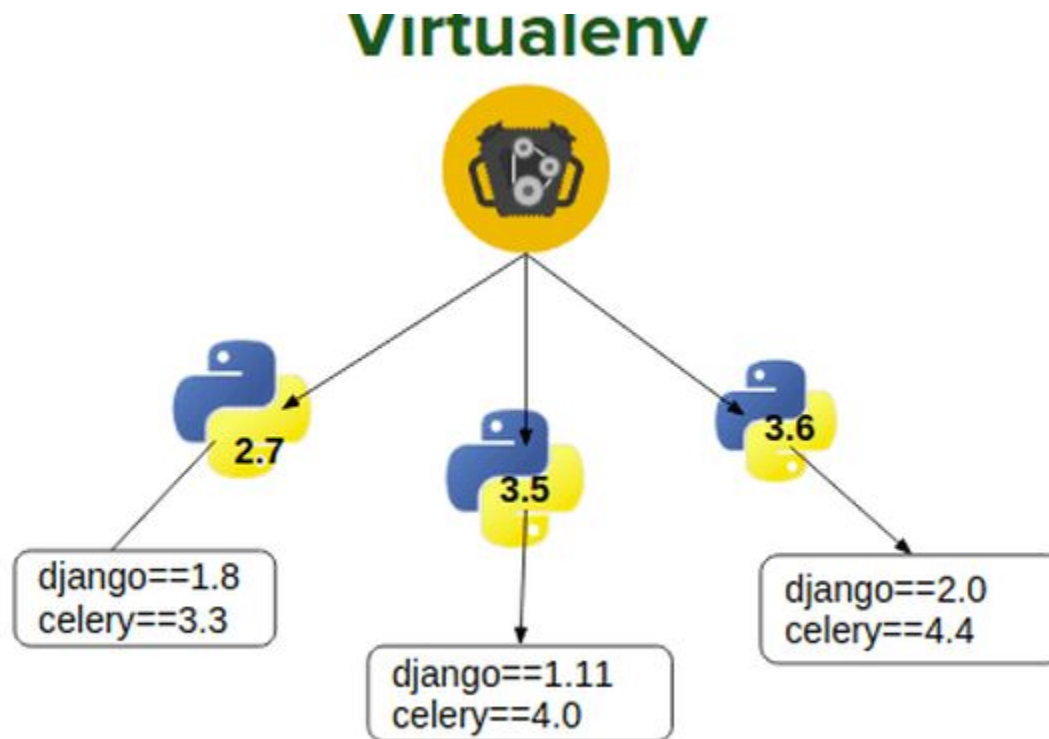 Virtualenv
2.7
3.5
3.6
django==1.8
celery==3.3
django==1.11
celery==4.0
django==2.0
celery==4.4